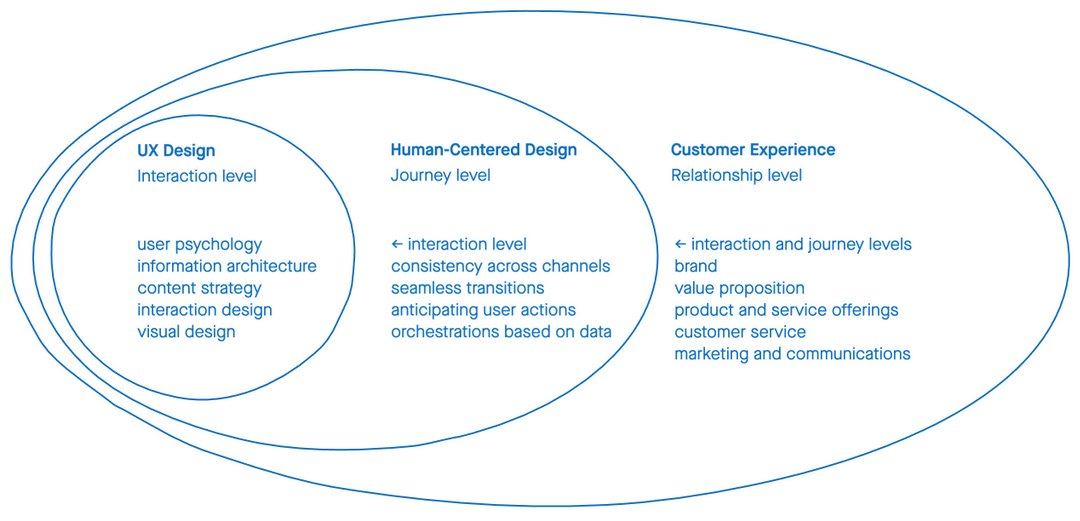 UX Design
Interaction level
user psychology
information architecture
content strategy
interaction design
visual design
Human-Centered Design
Journey level
← interaction level
consistency across channels
seamless transitions
anticipating user actions
orchestrations based on data
Customer Experience
Relationship level
← interaction and journey levels
brand
value proposition
product and service offerings
customer service
marketing and communications